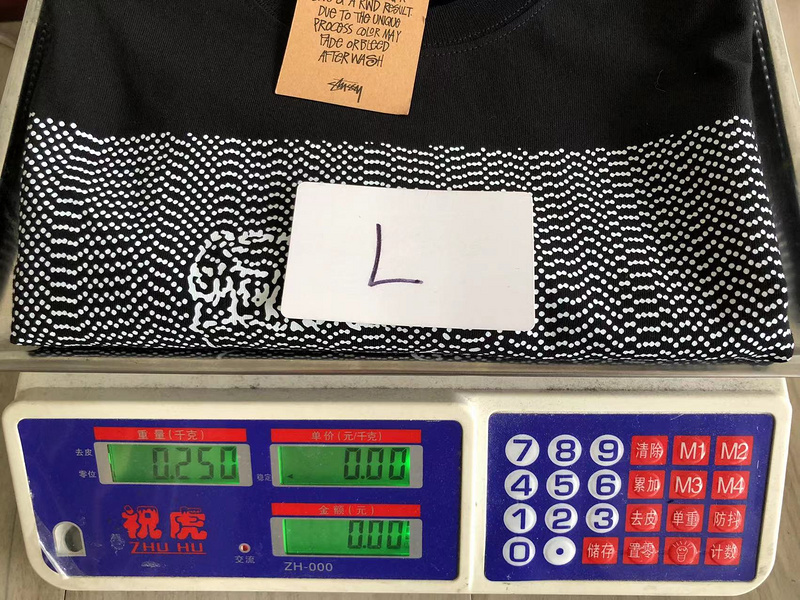 DUE TO THE UNIQUE
PROCESS COLOR MAY
FADE OR BLEED
AFTER WASH
Stüssy
L
重量(千克)
单价(元/千克)
去皮
零位
0.250
稳定
0.00
金额(元)
0.00
祝虎
ZHU HU
交流
ZH-000
7 8 9 清除 M1 M2
4 5 6 累加 M3 M4
1 2 3 去皮 单重 防抖
0 • 储存 置零 计数